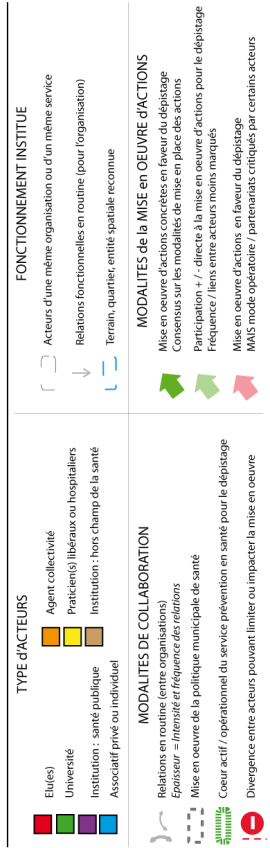 TYPE d'ACTEURS
Elu(es)
Université
Institution : santé publique
Associatif privé ou individuel
Agent collectivité
Praticien(s) libéraux ou hospitaliers
Institution : hors champ de la santé
FONCTIONNEMENT INSTITUE
Acteurs d'une même organisation ou d'un même service
Relations fonctionnelles en routine (pour l'organisation)
Terrain, quartier, entité spatiale reconnue
MODALITES DE COLLABORATION
Relations en routine (entre organisations)
Epaisseur = Intensité et fréquence des relations
Mise en oeuvre de la politique municipale de santé
Coeur actif / opérationnel du service prévention en santé pour le dépistage
Divergence entre acteurs pouvant limiter ou impacter la mise en oeuvre
MODALITES de la MISE en OEUVRE d'ACTIONS
Mise en oeuvre d'actions concrètes en faveur du dépistage
Consensus sur les modalités de mise en place des actions
Participation + / - directe à la mise en oeuvre d'actions pour le dépistage
Fréquence / liens entre acteurs moins marqués
Mise en oeuvre d'actions en faveur du dépistage
MAIS mode opératoire / partenariats critiqués par certains acteurs